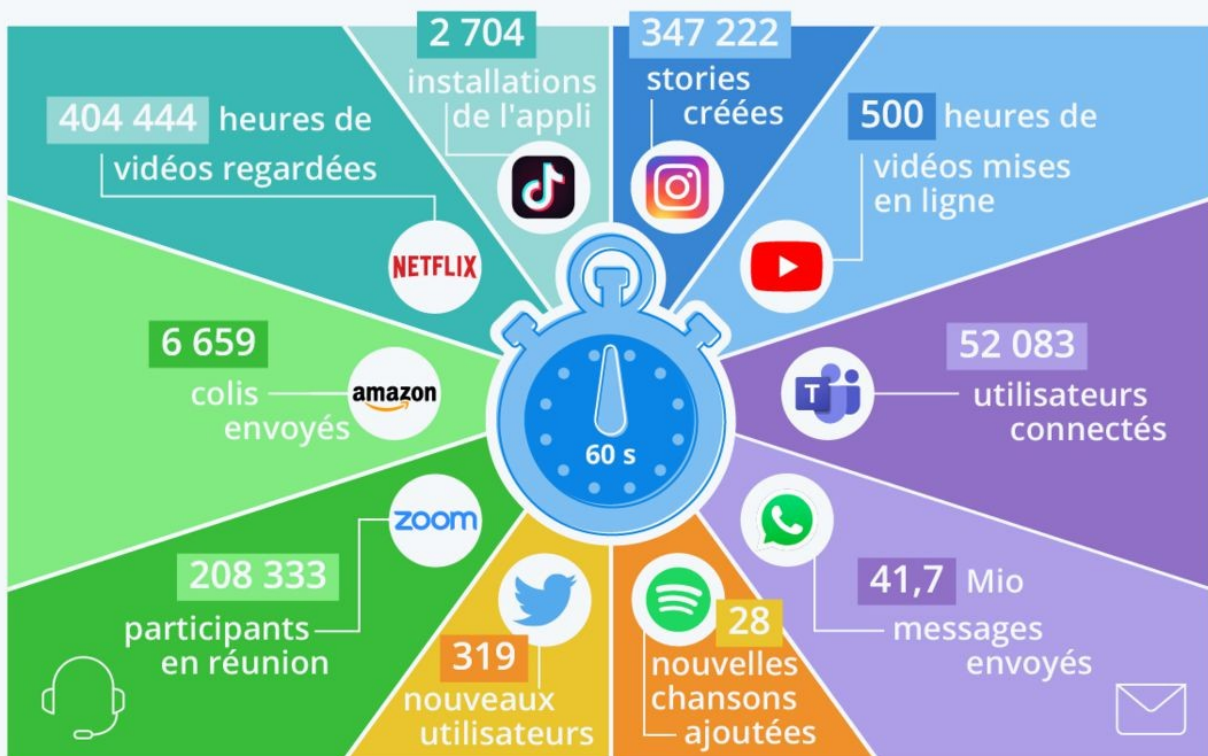 2 704
installations
de l'appli
347 222
stories
créées
404 444 heures de
vidéos regardées
NETFLIX
500 heures de
vidéos mises
en ligne
6 659
colis
envoyés
amazon
60 s
T
52 083
utilisateurs
connectés
zoom
208 333
participants
en réunion
319
nouveaux
utilisateurs
28
nouvelles
chansons
ajoutées
41,7 Mio
messages
envoyés